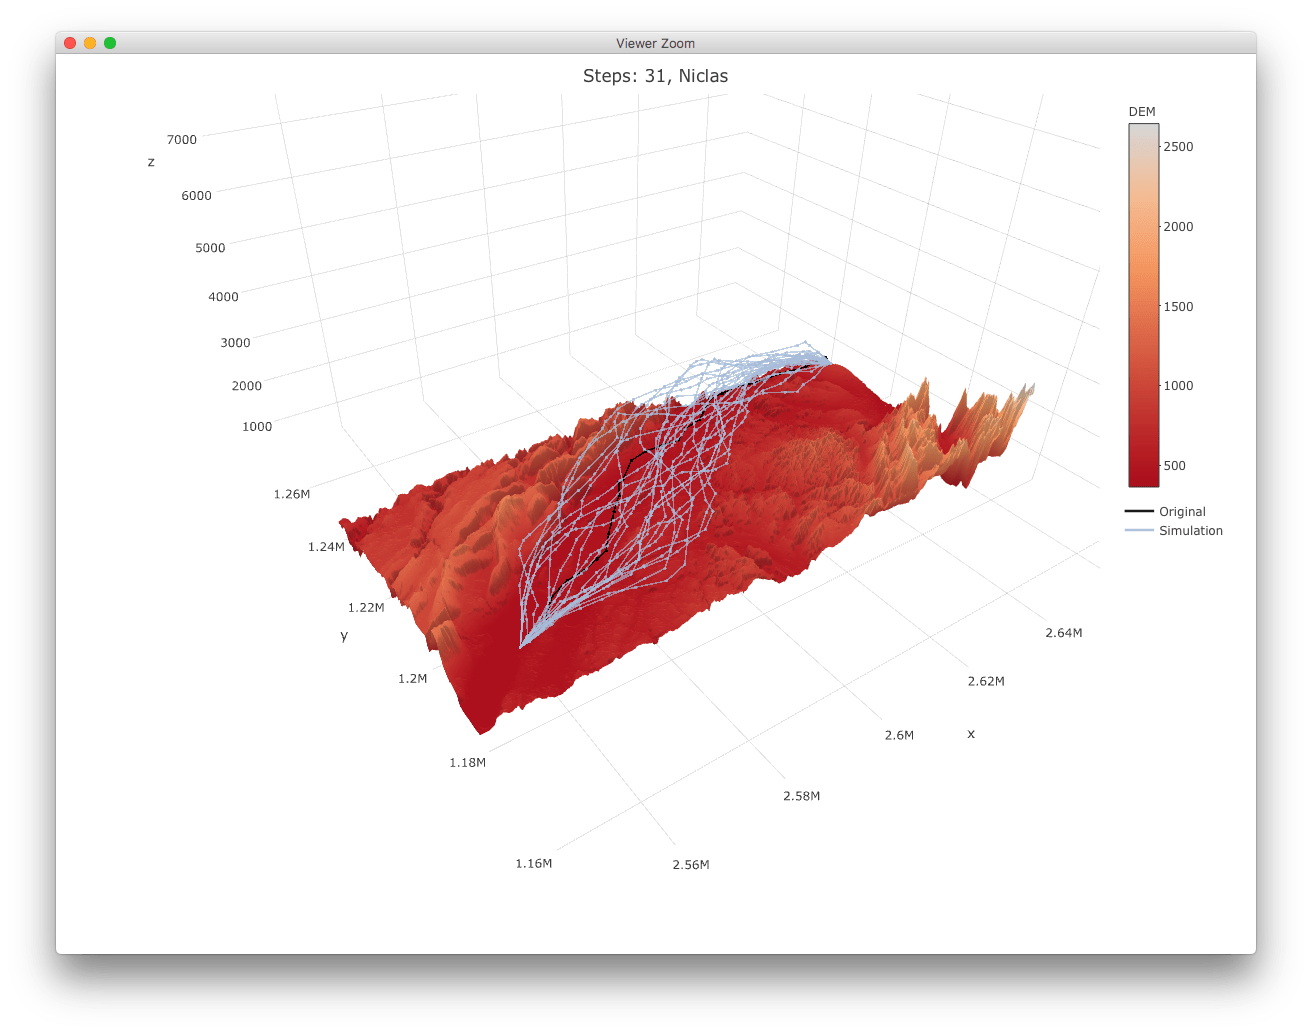 Viewer Zoom
Steps: 31, Niclas
DEM
7000
z
6000
5000
4000
3000
2000
1000
2500
2000
1500
1000
500
Original
Simulation
1.26M
1.24M
1.22M
y
1.2M
1.18M
1.16M
2.64M
2.62M
2.6M
x
2.58M
2.56M